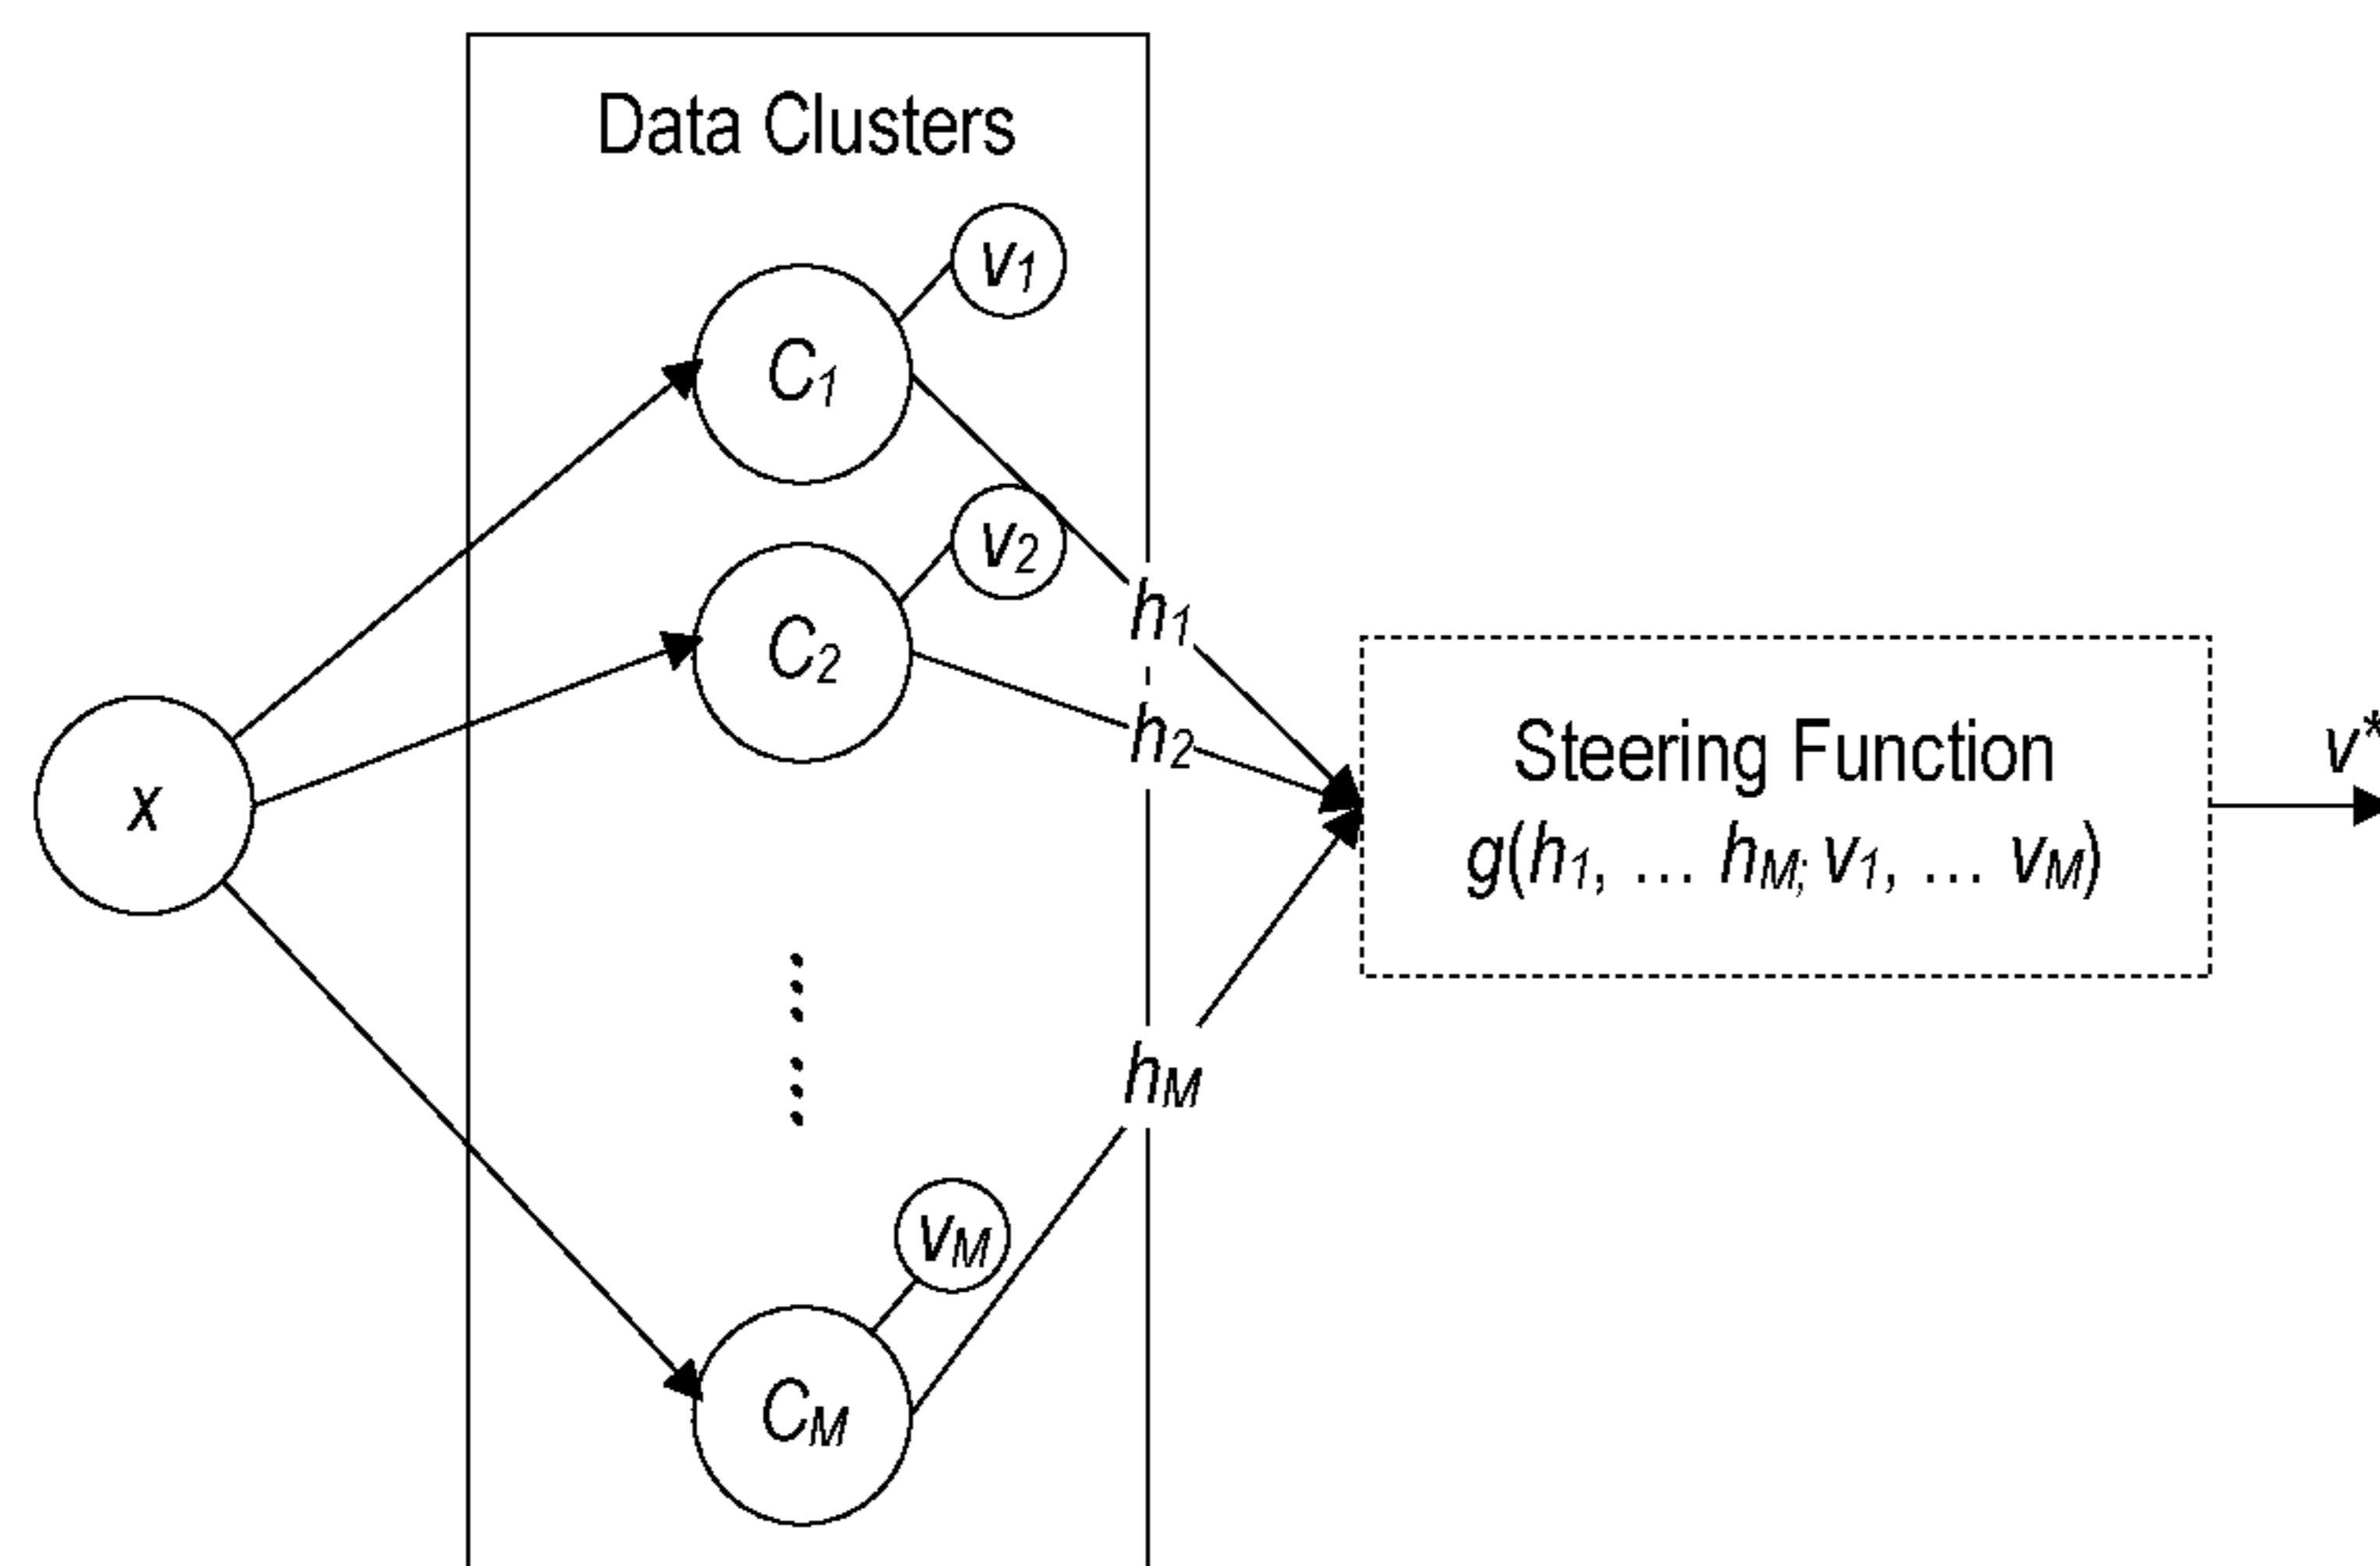 Data Clusters
v1
C1
v2
h1
C2
h2
Steering Function
v*
x
g(h1, ... hM; v1, ... vM)
hM
vM
CM